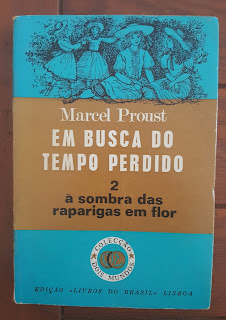 Marcel Proust
EM BUSCA DO
TEMPO PERDIDO
2
à sombra das
raparigas em flor
COLECÇÃO
DOIS MUNDOS
EDIÇÃO «LIVROS DO BRASIL» LISBOA